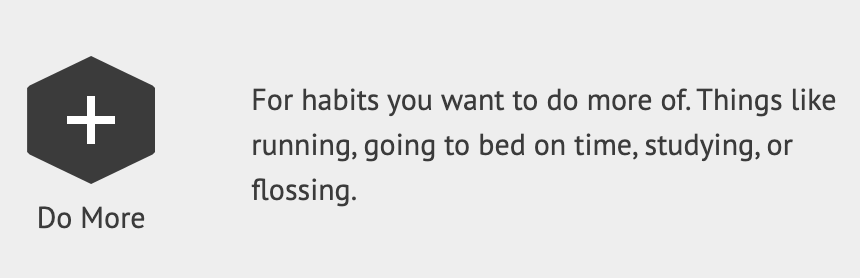 For habits you want to do more of. Things like
running, going to bed on time, studying, or
flossing.
Do More